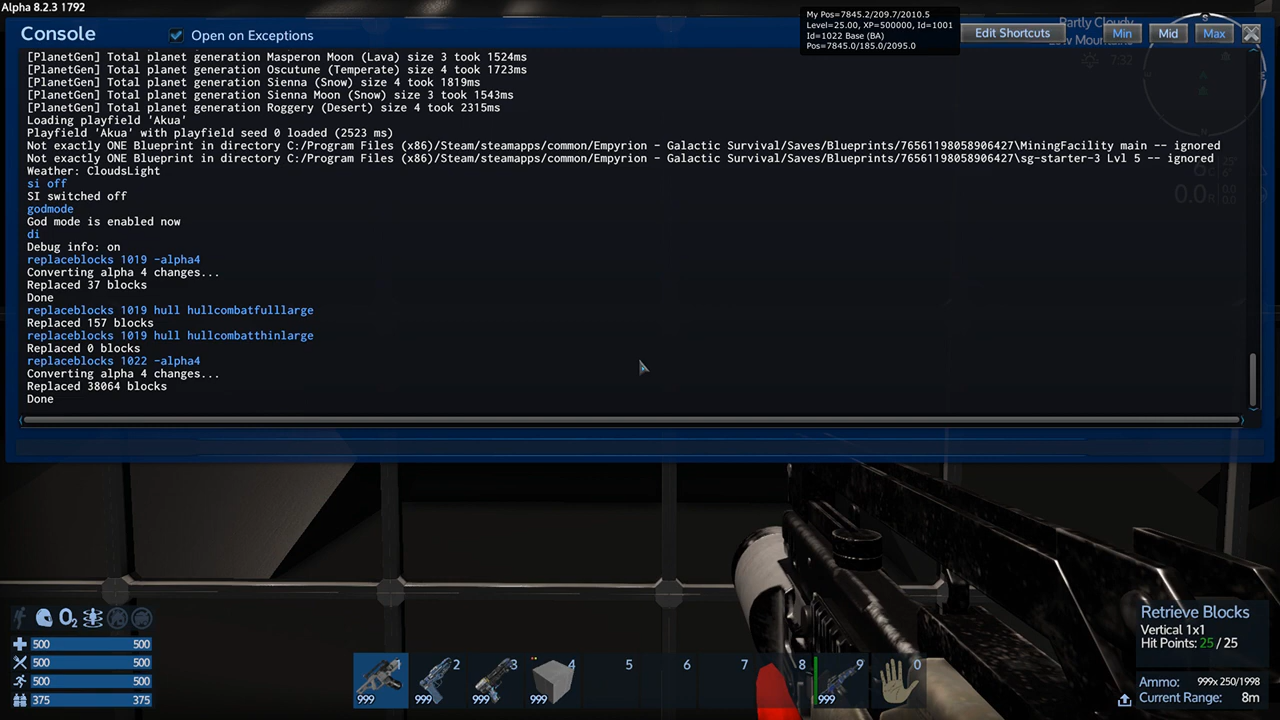 Alpha 8.2.3 1792
My Pos=7845.2/209.7/2010.5
Level=25.00, XP=500000, Id=1001
Id=1022 Base (BA)
Pos=7845.0/185.0/2095.0
Console
Open on Exceptions
Edit Shortcuts
Min
Mid
Max
Partly Cloudy
7:32
S
[PlanetGen] Total planet generation Masperon Moon (Lava) size 3 took 1524ms
[PlanetGen] Total planet generation Oscutune (Temperate) size 4 took 1723ms
[PlanetGen] Total planet generation Sienna (Snow) size 4 took 1819ms
[PlanetGen] Total planet generation Sienna Moon (Snow) size 3 took 1543ms
[PlanetGen] Total planet generation Roggery (Desert) size 4 took 2315ms
Loading playfield 'Akua'
Playfield 'Akua' with playfield seed 0 loaded (2523 ms)
Not exactly ONE Blueprint in directory C:/Program Files (x86)/Steam/steamapps/common/Empyrion - Galactic Survival/Saves/Blueprints/76561198058906427\MiningFacility main -- ignored
Not exactly ONE Blueprint in directory C:/Program Files (x86)/Steam/steamapps/common/Empyrion - Galactic Survival/Saves/Blueprints/76561198058906427\sg-starter-3 Lvl 5 -- ignored
Weather: CloudsLight
si off
SI switched off
godmode
God mode is enabled now
di
Debug info: on
replaceblocks 1019 -alpha4
Converting alpha 4 changes...
Replaced 37 blocks
Done
replaceblocks 1019 hull hullcombatfulllarge
Replaced 157 blocks
replaceblocks 1019 hull hullcombatthinlarge
Replaced 0 blocks
replaceblocks 1022 -alpha4
Converting alpha 4 changes...
Replaced 38064 blocks
Done
0.0
O2
500 500
500 500
500 500
375 375
1 2 3 4 5 6 7 8 9 0
999 999 999 999 999
Retrieve Blocks
Vertical 1x1
Hit Points: 25 / 25
Ammo: 999x 250/1998
Current Range: 8m